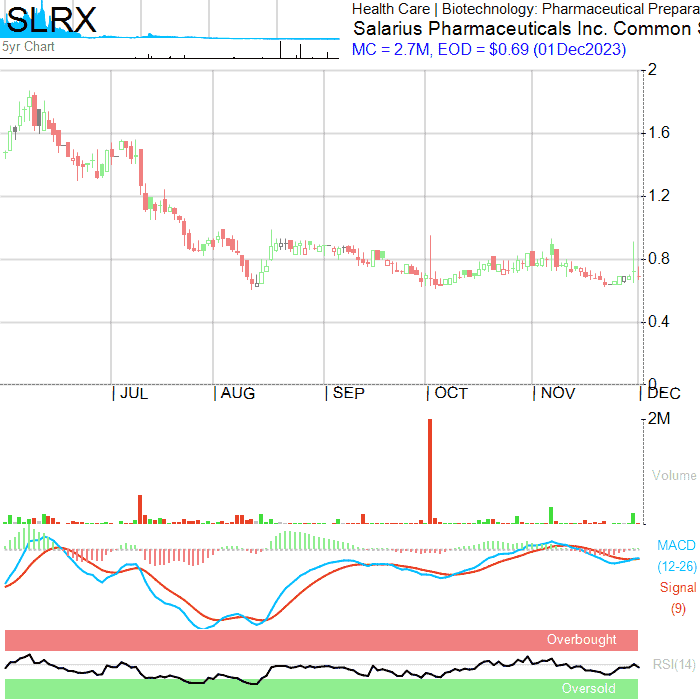 SLRX
5yr Chart
Health Care | Biotechnology: Pharmaceutical Prepara
Salarius Pharmaceuticals Inc. Common S
MC = 2.7M, EOD = $0.69 (01Dec2023)
2
1.6
1.2
0.8
0.4
0
JUL AUG SEP OCT NOV DEC
2M
Volume
MACD
(12-26)
Signal
(9)
Overbought
RSI(14)
Oversold